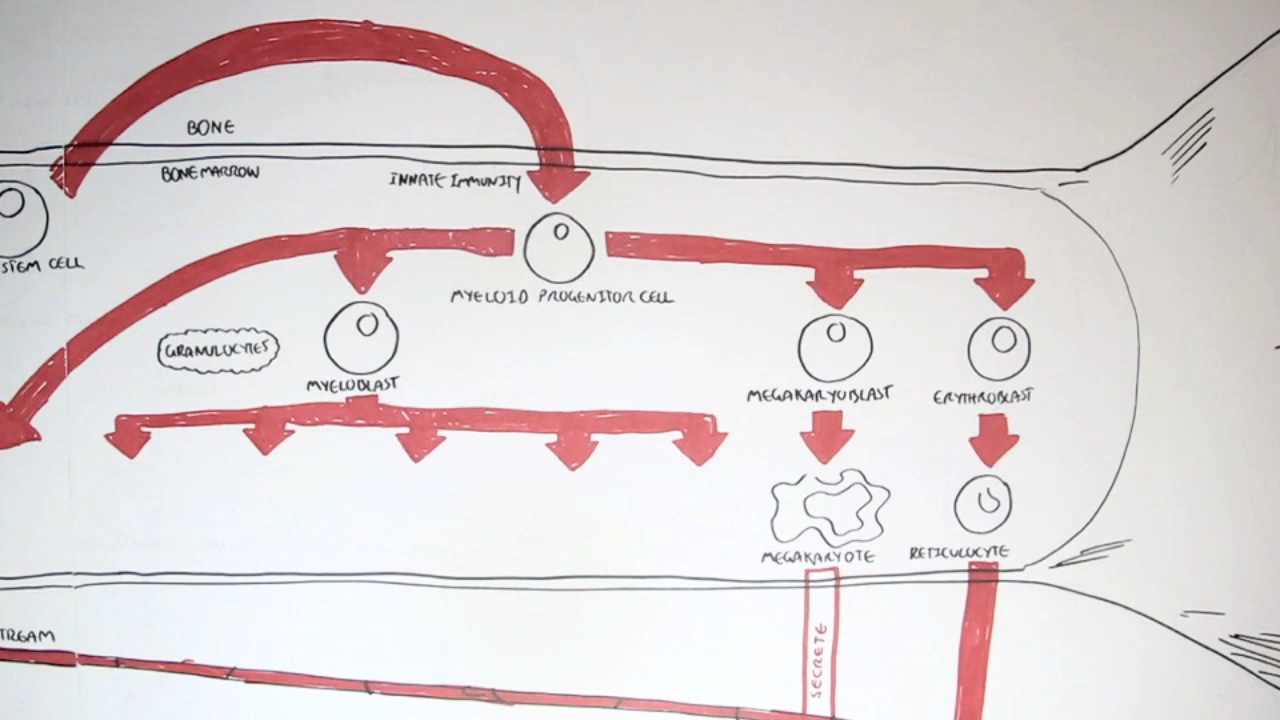 BONE
BONE MARROW
INNATE IMMUNITY
STEM CELL
MYELOID PROGENITOR CELL
GRANULOCYTES
MYELOBLAST
MEGAKARYOBLAST
ERYTHROBLAST
MEGAKARYOTE
RETICULOCYTE
TREAM
SECRETE